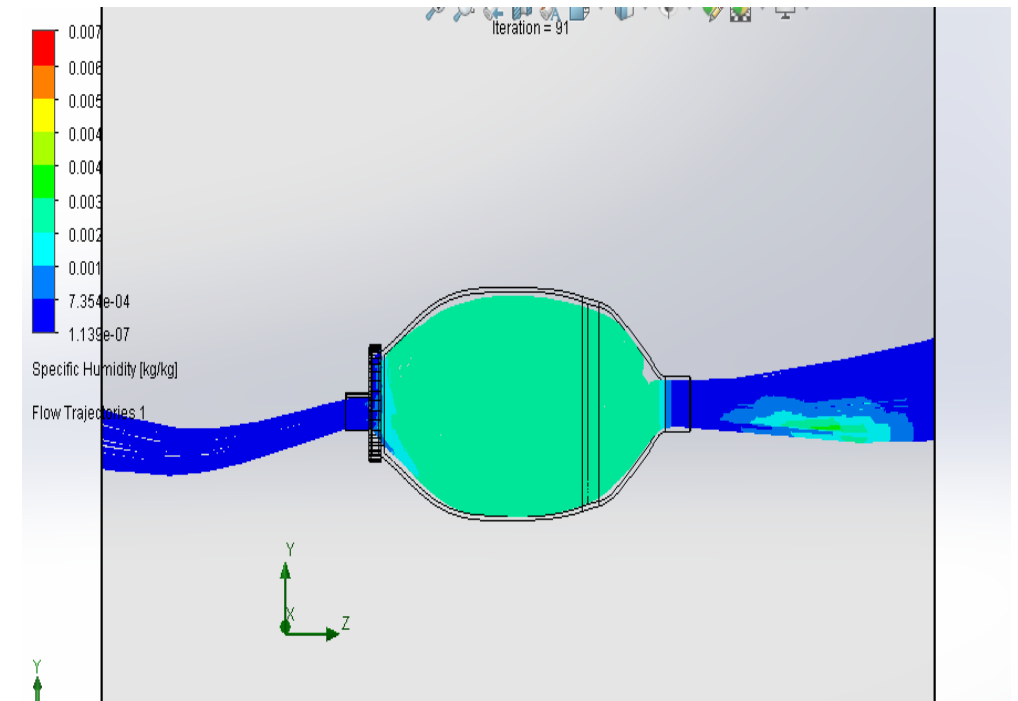 Iteration = 91
0.007
0.006
0.005
0.004
0.004
0.003
0.002
0.001
7.354e-04
1.139e-07
Specific Humidity [kg/kg]
Flow Trajectories 1
Y
X
Z
Y